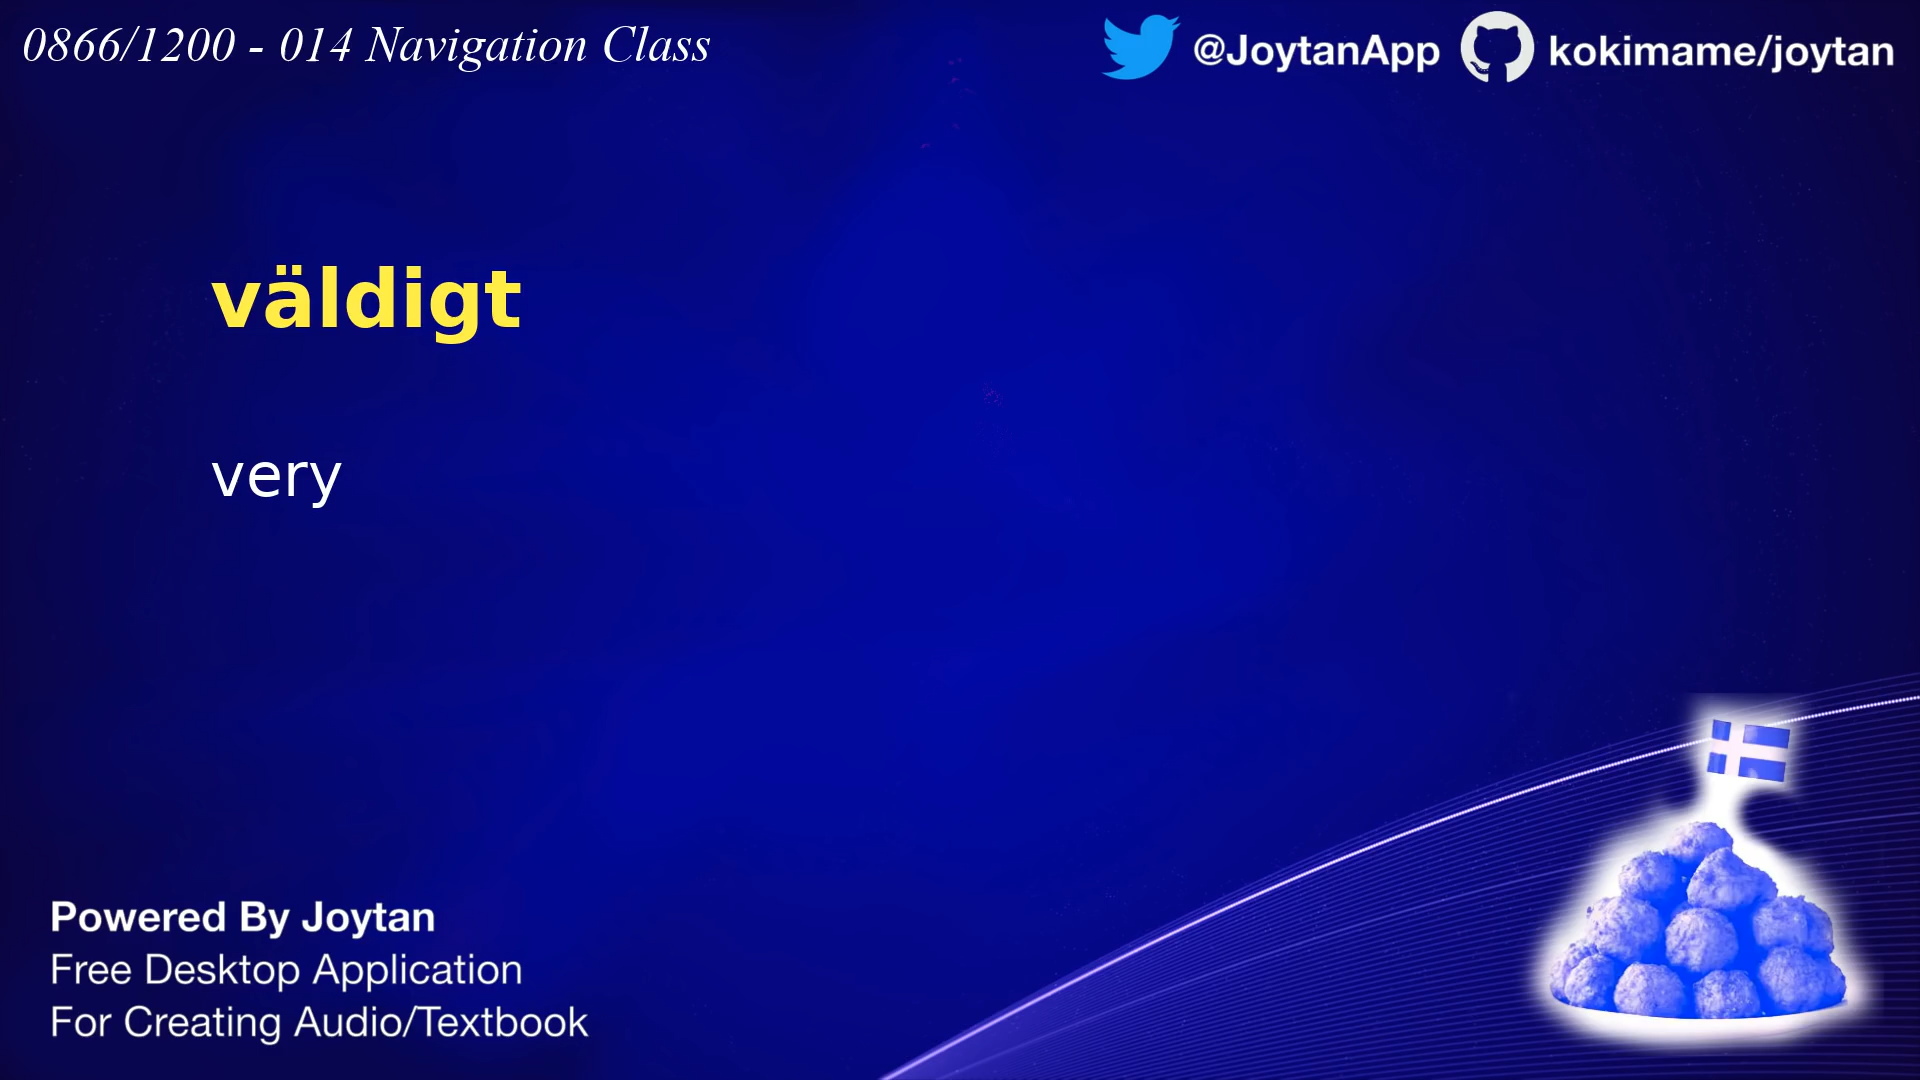 0866/1200 - 014 Navigation Class
@JoytanApp
kokimame/joytan
väldigt
very
Powered By Joytan
Free Desktop Application
For Creating Audio/Textbook